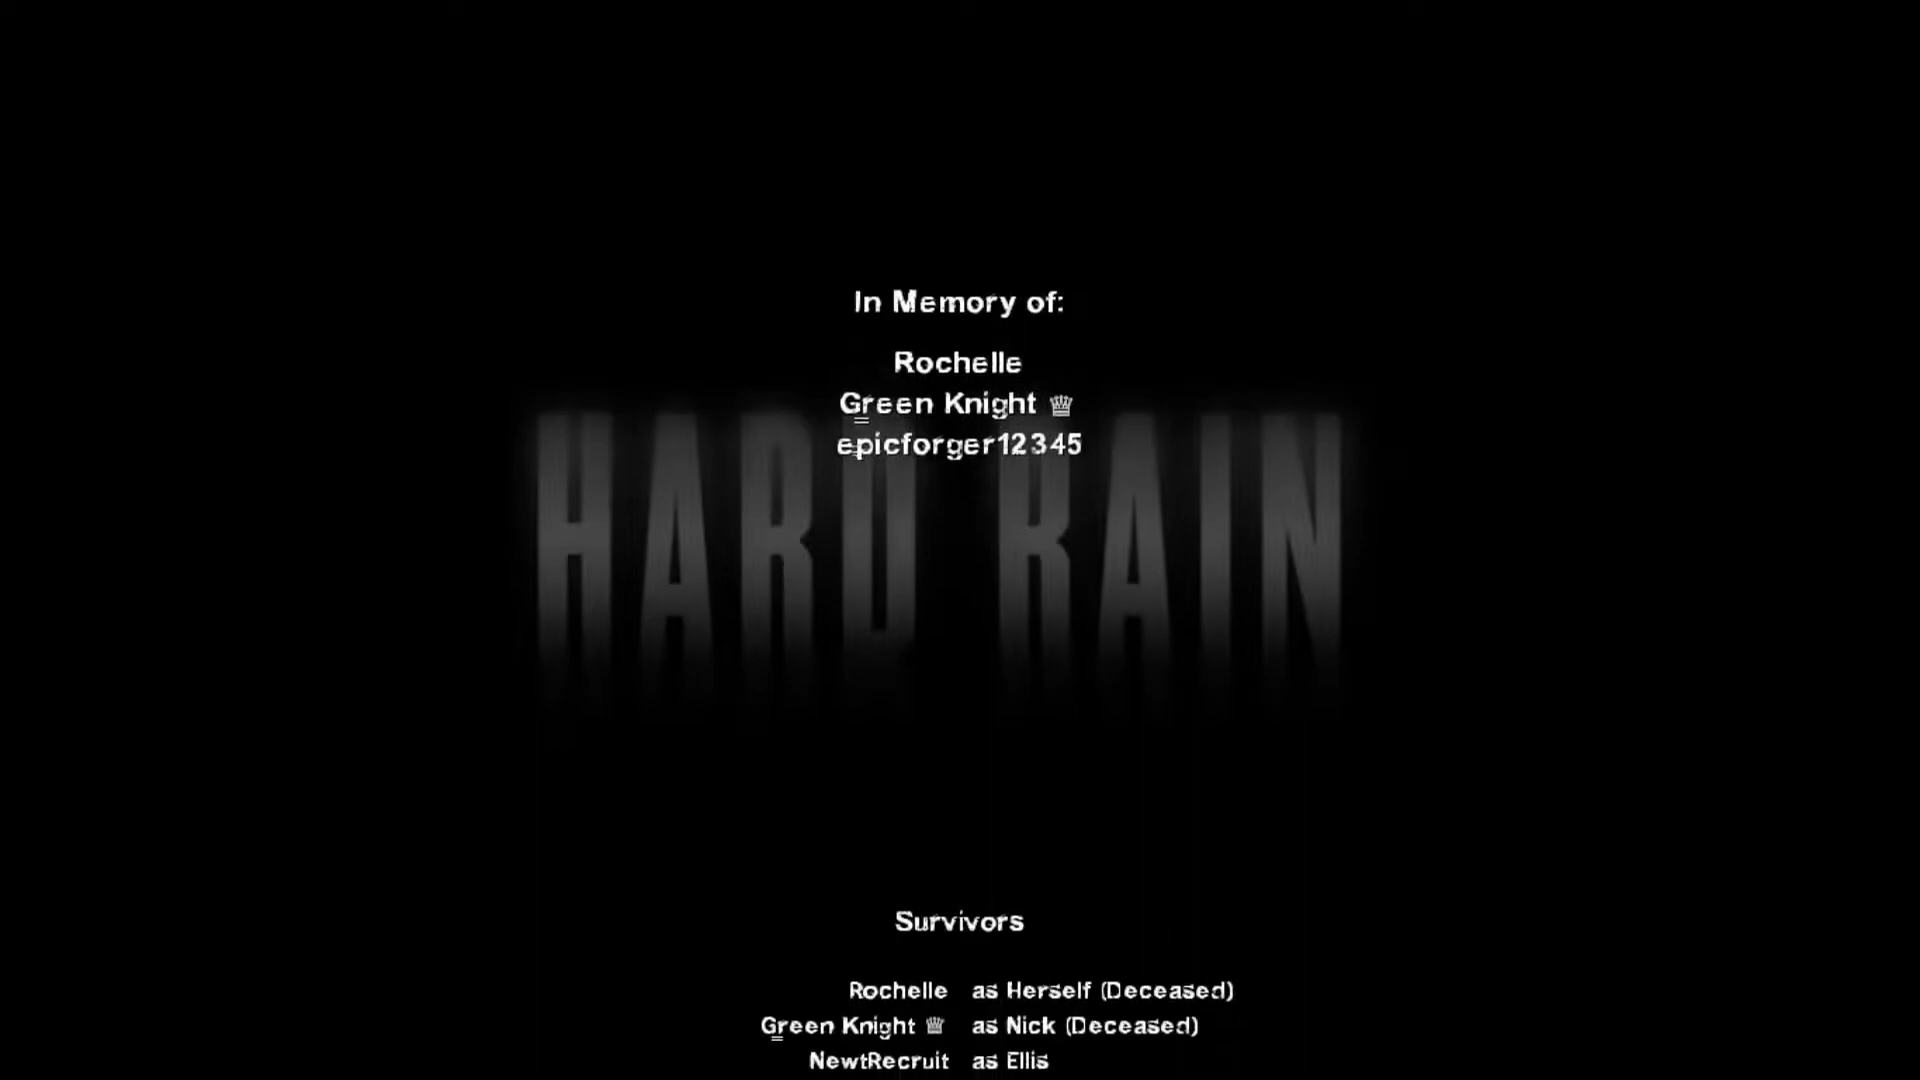 In Memory of:
Rochelle
Green Knight ♕
epicforger12345
HARD RAIN
Survivors
Rochelle as Herself (Deceased)
Green Knight ♕ as Nick (Deceased)
NewtRecruit as Ellis